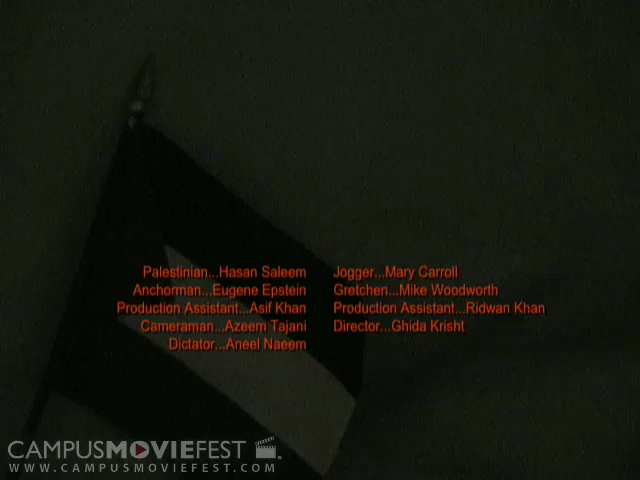 Palestinian...Hasan Saleem
Anchorman...Eugene Epstein
Production Assistant...Asif Khan
Cameraman...Azeem Tajani
Dictator...Aneel Naeem
Jogger...Mary Carroll
Gretchen...Mike Woodworth
Production Assistant...Ridwan Khan
Director...Ghida Krisht
CAMPUSMOVIEFEST
WWW.CAMPUSMOVIEFEST.COM